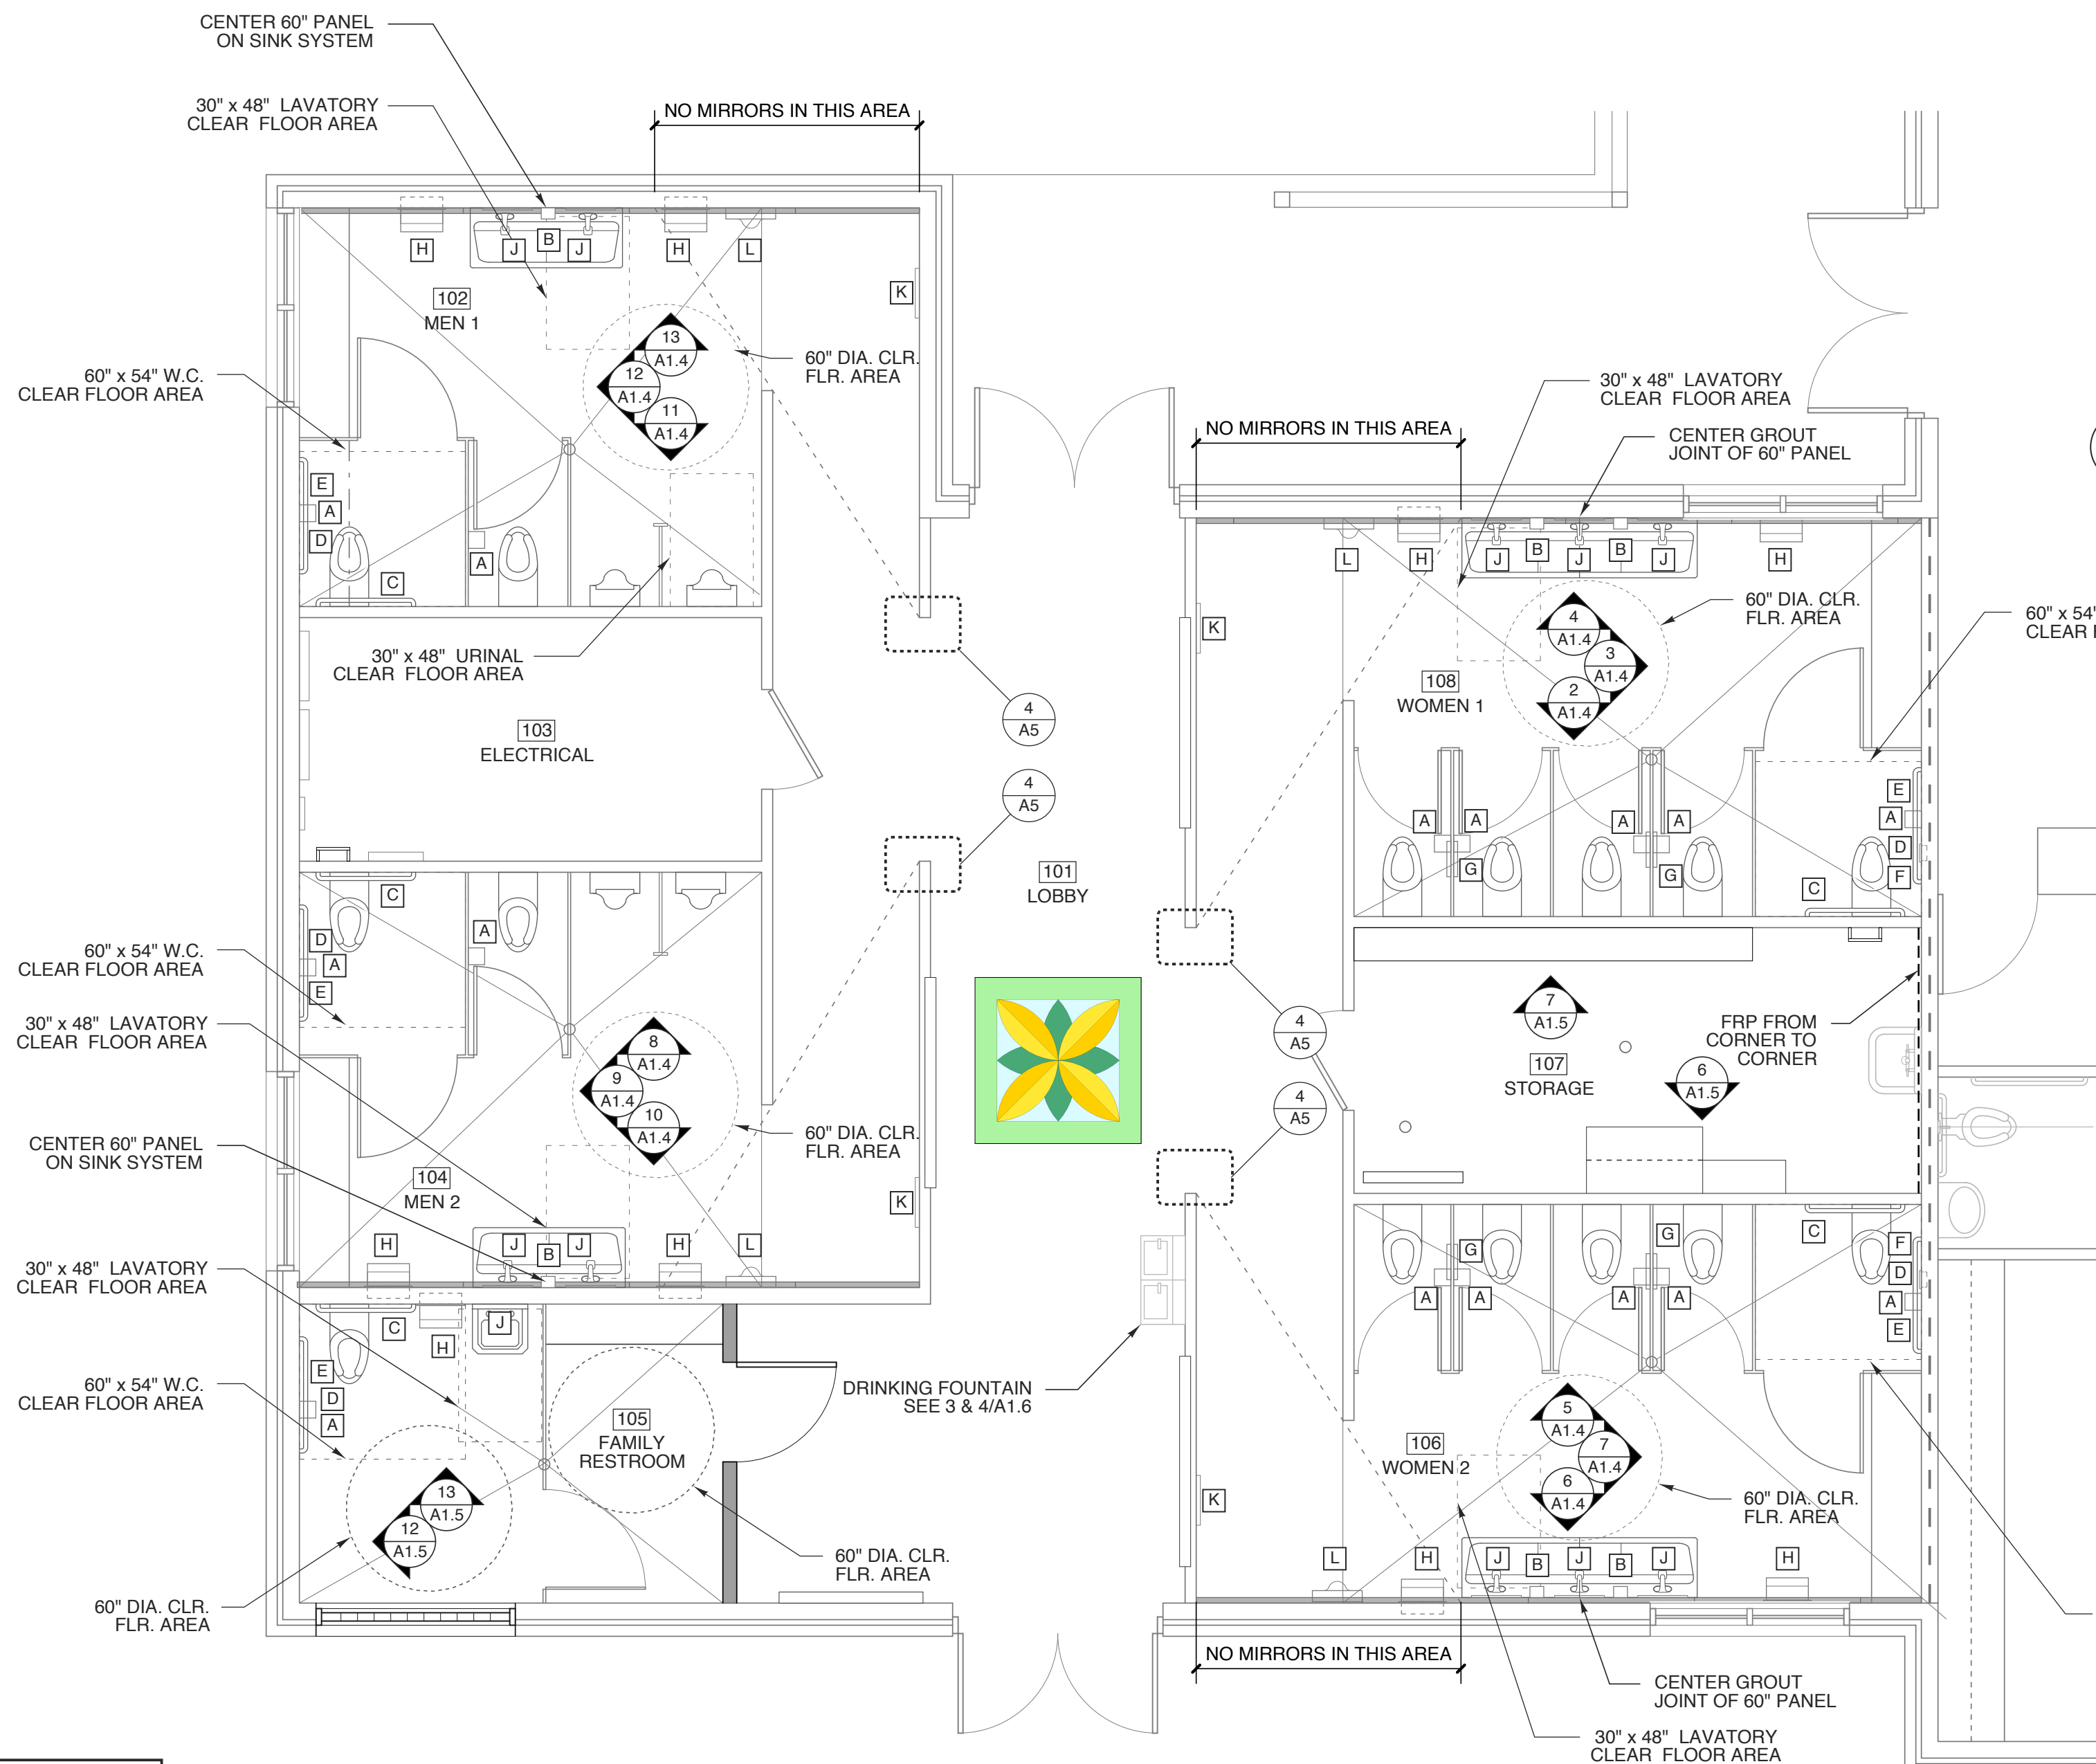 CENTER 60" PANEL
ON SINK SYSTEM
30" x 48" LAVATORY
CLEAR FLOOR AREA
NO MIRRORS IN THIS AREA
H
J
B
J
H
L
K
102
MEN 1
13
A1.4
12
A1.4
11
A1.4
60" DIA. CLR.
FLR. AREA
60" x 54" W.C.
CLEAR FLOOR AREA
E
A
D
A
C
30" x 48" URINAL
CLEAR FLOOR AREA
103
ELECTRICAL
4
A5
4
A5
101
LOBBY
C
D
A
E
A
60" x 54" W.C.
CLEAR FLOOR AREA
30" x 48" LAVATORY
CLEAR FLOOR AREA
8
A1.4
9
A1.4
10
A1.4
60" DIA. CLR.
FLR. AREA
CENTER 60" PANEL
ON SINK SYSTEM
104
MEN 2
K
H
J
B
J
H
L
30" x 48" LAVATORY
CLEAR FLOOR AREA
C
H
J
E
D
A
60" x 54" W.C.
CLEAR FLOOR AREA
105
FAMILY
RESTROOM
13
A1.5
12
A1.5
60" DIA. CLR.
FLR. AREA
60" DIA. CLR.
FLR. AREA
DRINKING FOUNTAIN
SEE 3 & 4/A1.6
30" x 48" LAVATORY
CLEAR FLOOR AREA
NO MIRRORS IN THIS AREA
CENTER GROUT
JOINT OF 60" PANEL
L
H
J
B
J
B
J
H
K
60" DIA. CLR.
FLR. AREA
4
A1.4
3
A1.4
2
A1.4
108
WOMEN 1
60" x 54"
CLEAR
A
A
G
A
A
G
E
A
D
F
C
4
A5
4
A5
7
A1.5
107
STORAGE
6
A1.5
FRP FROM
CORNER TO
CORNER
G
A
A
G
A
A
C
F
D
A
E
106
WOMEN 2
5
A1.4
7
A1.4
6
A1.4
60" DIA. CLR.
FLR. AREA
K
L
H
J
B
J
B
J
H
NO MIRRORS IN THIS AREA
CENTER GROUT
JOINT OF 60" PANEL
30" x 48" LAVATORY
CLEAR FLOOR AREA